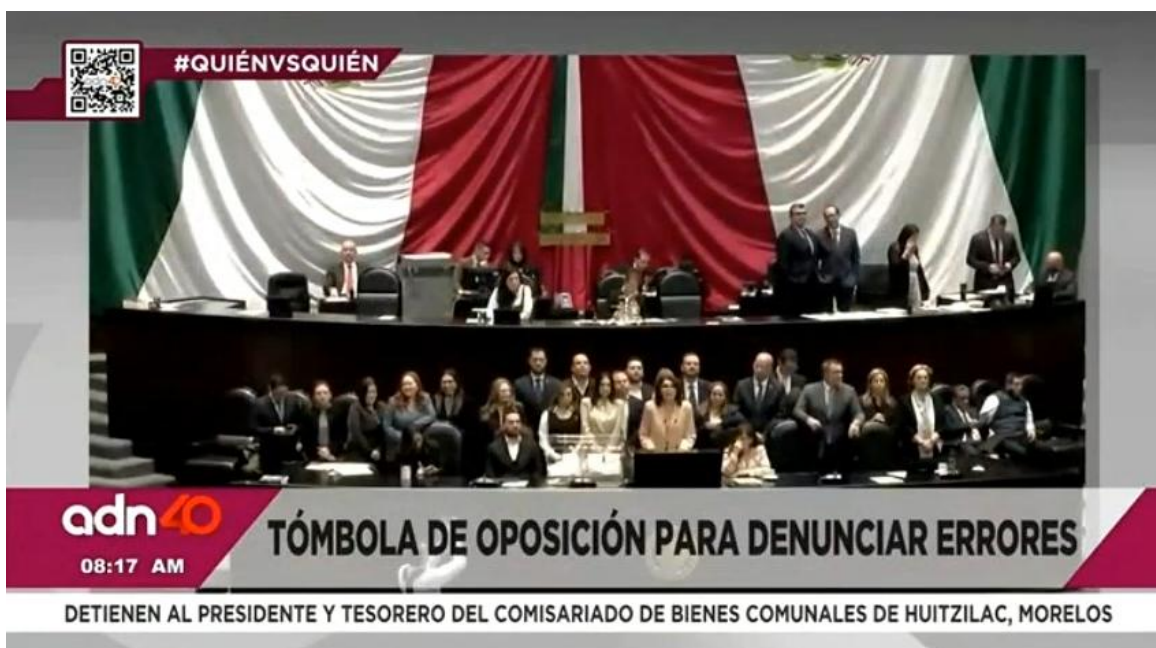 #QUIÉNVSQUIÉN
adn40
adn40
08:17 AM
TÓMBOLA DE OPOSICIÓN PARA DENUNCIAR ERRORES
DETIENEN AL PRESIDENTE Y TESORERO DEL COMISARIADO DE BIENES COMUNALES DE HUITZILAC, MORELOS